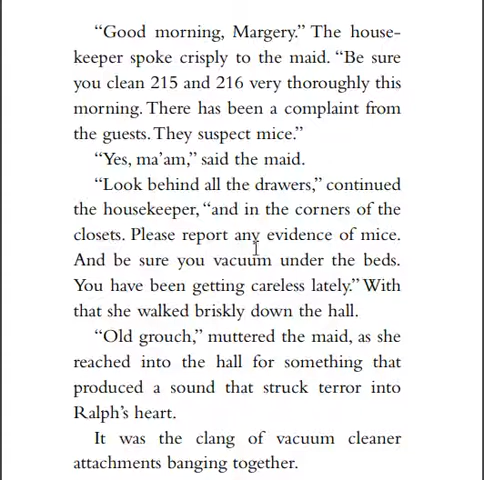 “Good morning, Margery.” The house-
keeper spoke crisply to the maid. “Be sure
you clean 215 and 216 very thoroughly this
morning. There has been a complaint from
the guests. They suspect mice.”
“Yes, ma’am,” said the maid.
“Look behind all the drawers,” continued
the housekeeper, “and in the corners of the
closets. Please report any evidence of mice.
And be sure you vacuum under the beds.
You have been getting careless lately.” With
that she walked briskly down the hall.
“Old grouch,” muttered the maid, as she
reached into the hall for something that
produced a sound that struck terror into
Ralph’s heart.
It was the clang of vacuum cleaner
attachments banging together.